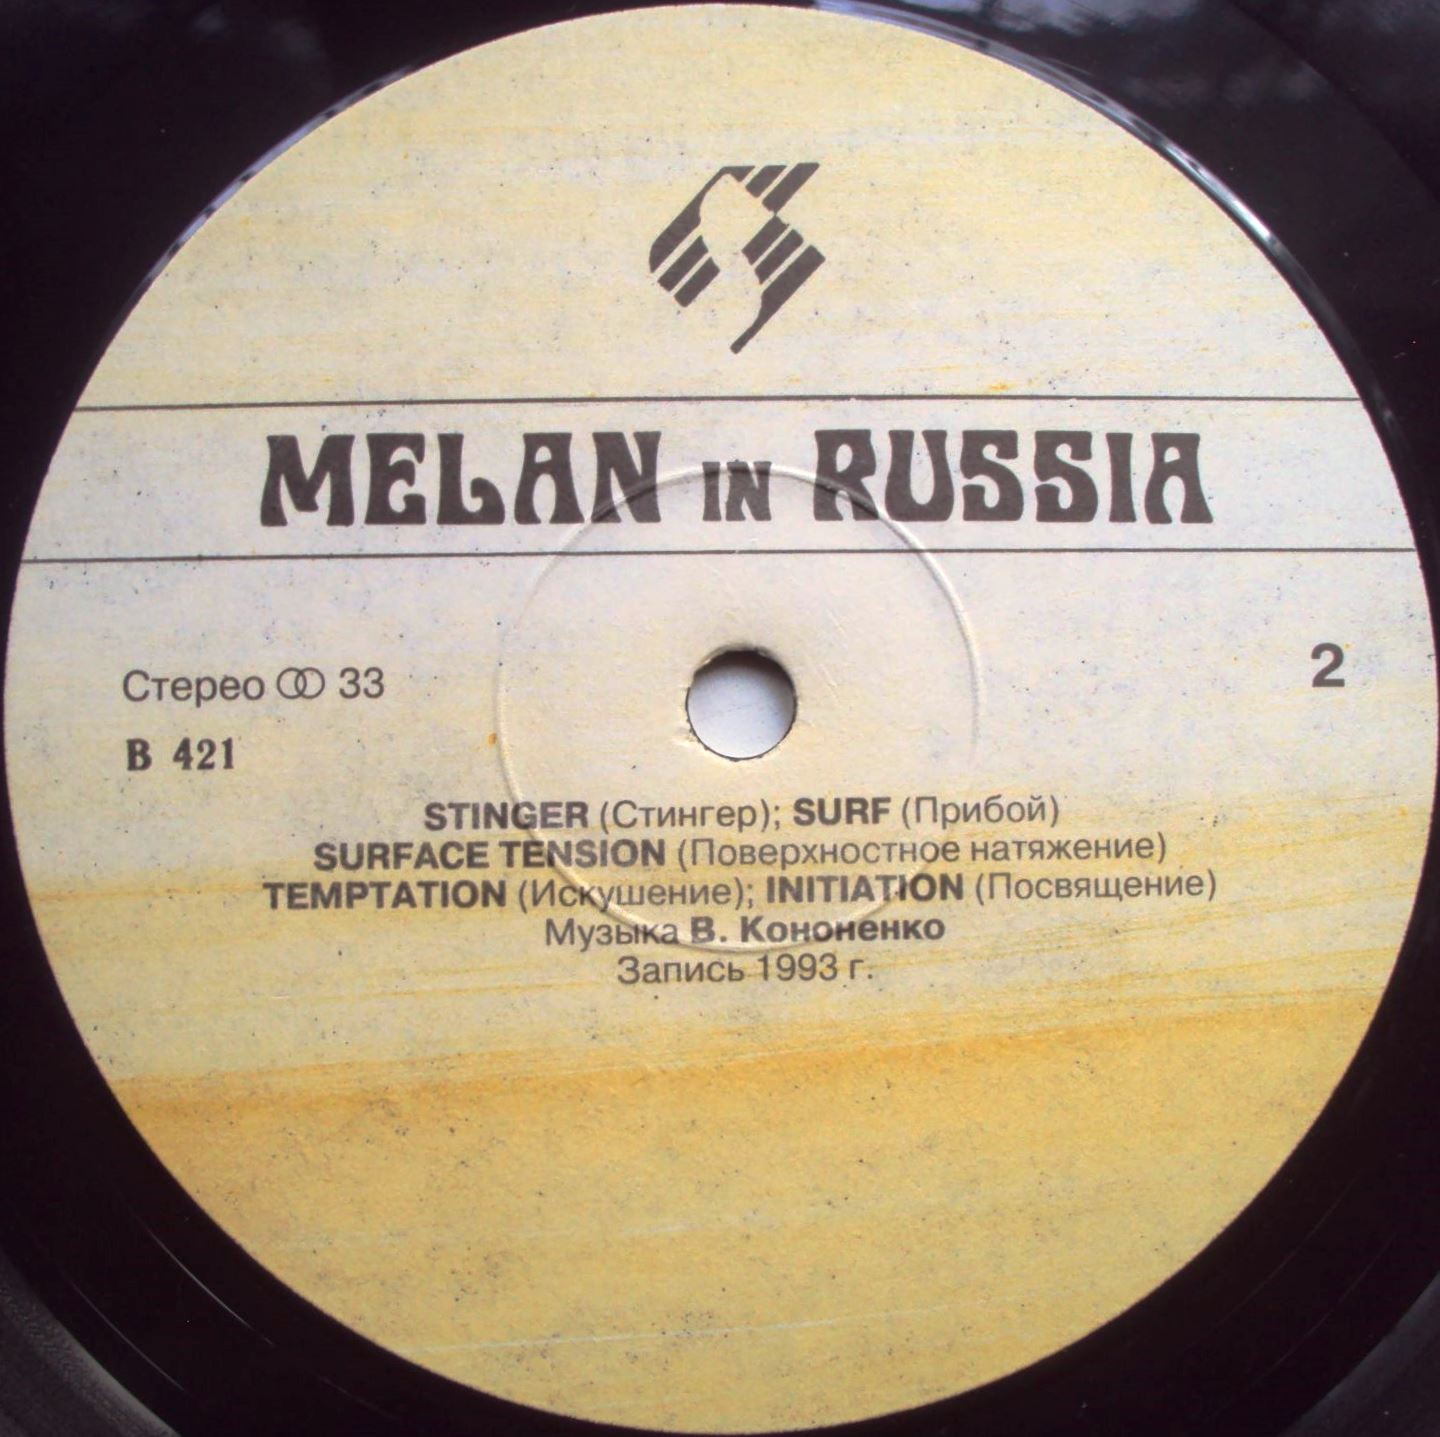 MELAN IN RUSSIA
Стерео 33
2
В 421
STINGER (Стингер); SURF (Прибой)
SURFACE TENSION (Поверхностное натяжение)
TEMPTATION (Искушение); INITIATION (Посвящение)
Музыка В. Кононенко
Запись 1993 г.